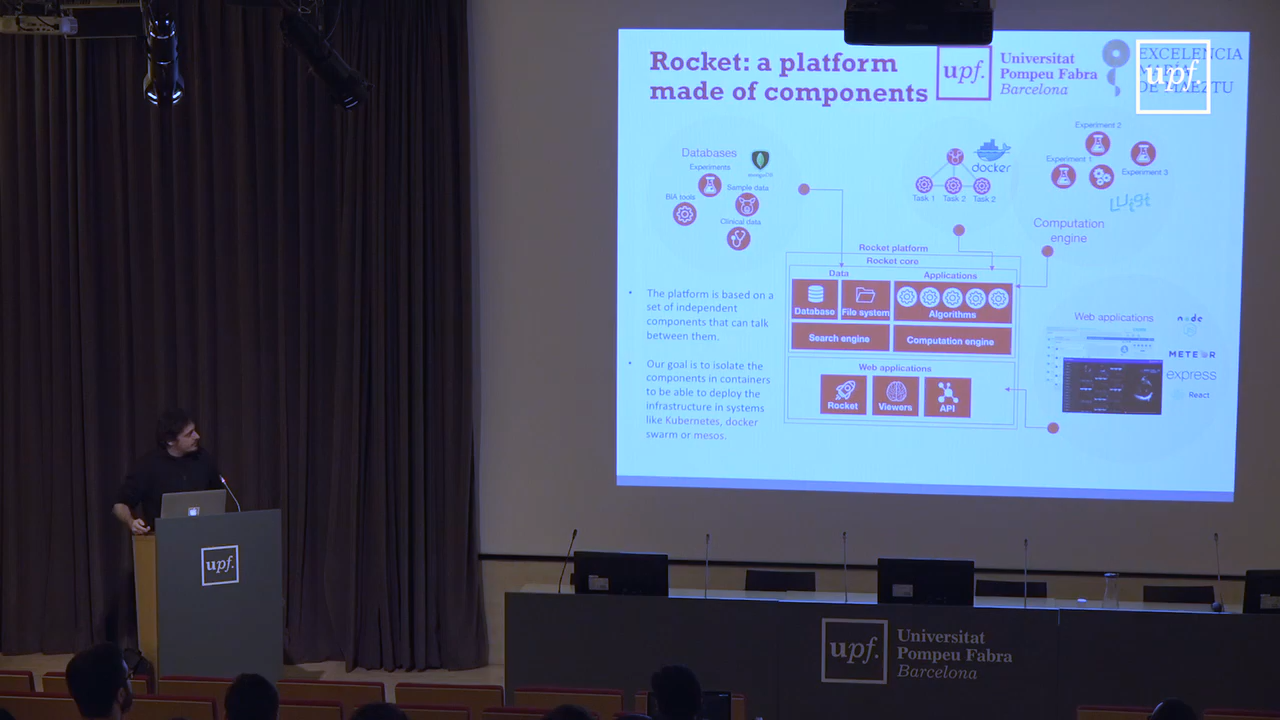 Rocket: a platform
made of components
upf.
Universitat
Pompeu Fabra
Barcelona
EXCELENCIA
MARÍA
DE MAEZTU
upf.
Databases
mongoDB
Experiments
Sample data
BiA tools
Clinical data
docker
Task 1
Task 2
Task 2
Experiment 2
Experiment 1
Experiment 3
Luigi
Computation
engine
• The platform is based on a
set of independent
components that can talk
between them.
• Our goal is to isolate the
components in containers
to be able to deploy the
infrastructure in systems
like Kubernetes, docker
swarm or mesos.
Rocket platform
Rocket core
Data
Applications
Database
File system
Algorithms
Search engine
Computation engine
Web applications
Rocket
Viewers
API
Web applications
node
METEOR
express
React
upf.
upf.
Universitat
Pompeu Fabra
Barcelona